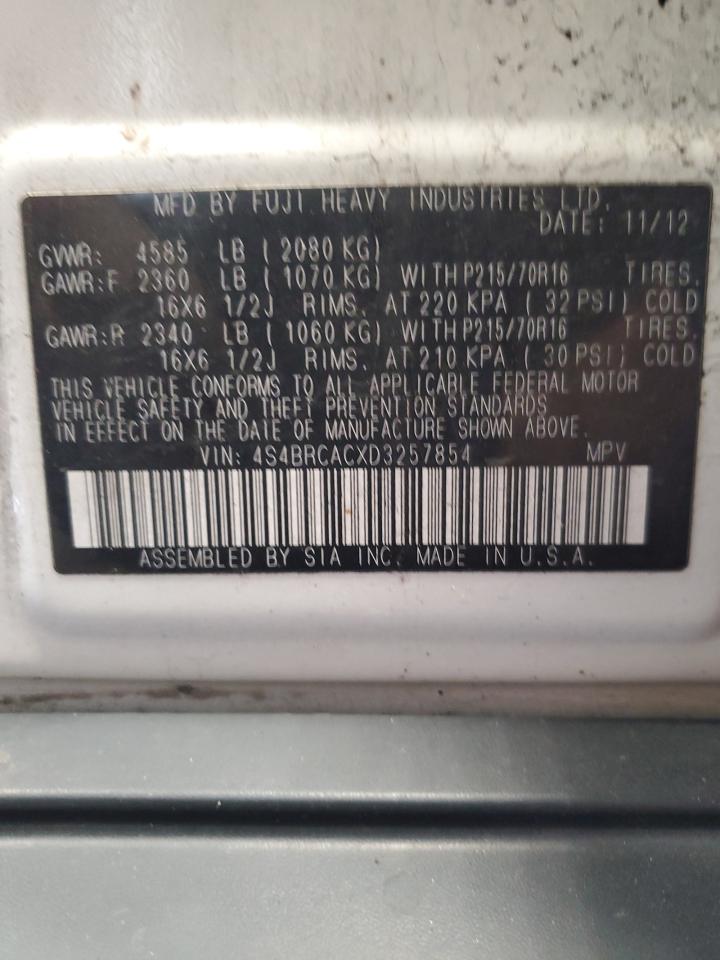 MFD BY FUJI HEAVY INDUSTRIES LTD.
DATE: 11/12
GVWR: 4585 LB ( 2080 KG)
GAWR:F 2360 LB ( 1070 KG) WITH P215/70R16 TIRES.
16X6 1/2J RIMS. AT 220 KPA ( 32 PSI) COLD
GAWR:R 2340 LB ( 1060 KG) WITH P215/70R16 TIRES.
16X6 1/2J RIMS. AT 210 KPA ( 30 PSI) COLD
THIS VEHICLE CONFORMS TO ALL APPLICABLE FEDERAL MOTOR
VEHICLE SAFETY AND THEFT PREVENTION STANDARDS
IN EFFECT ON THE DATE OF MANUFACTURE SHOWN ABOVE.
VIN: 4S4BRCACXD3257854 MPV
ASSEMBLED BY SIA INC. MADE IN U.S.A.